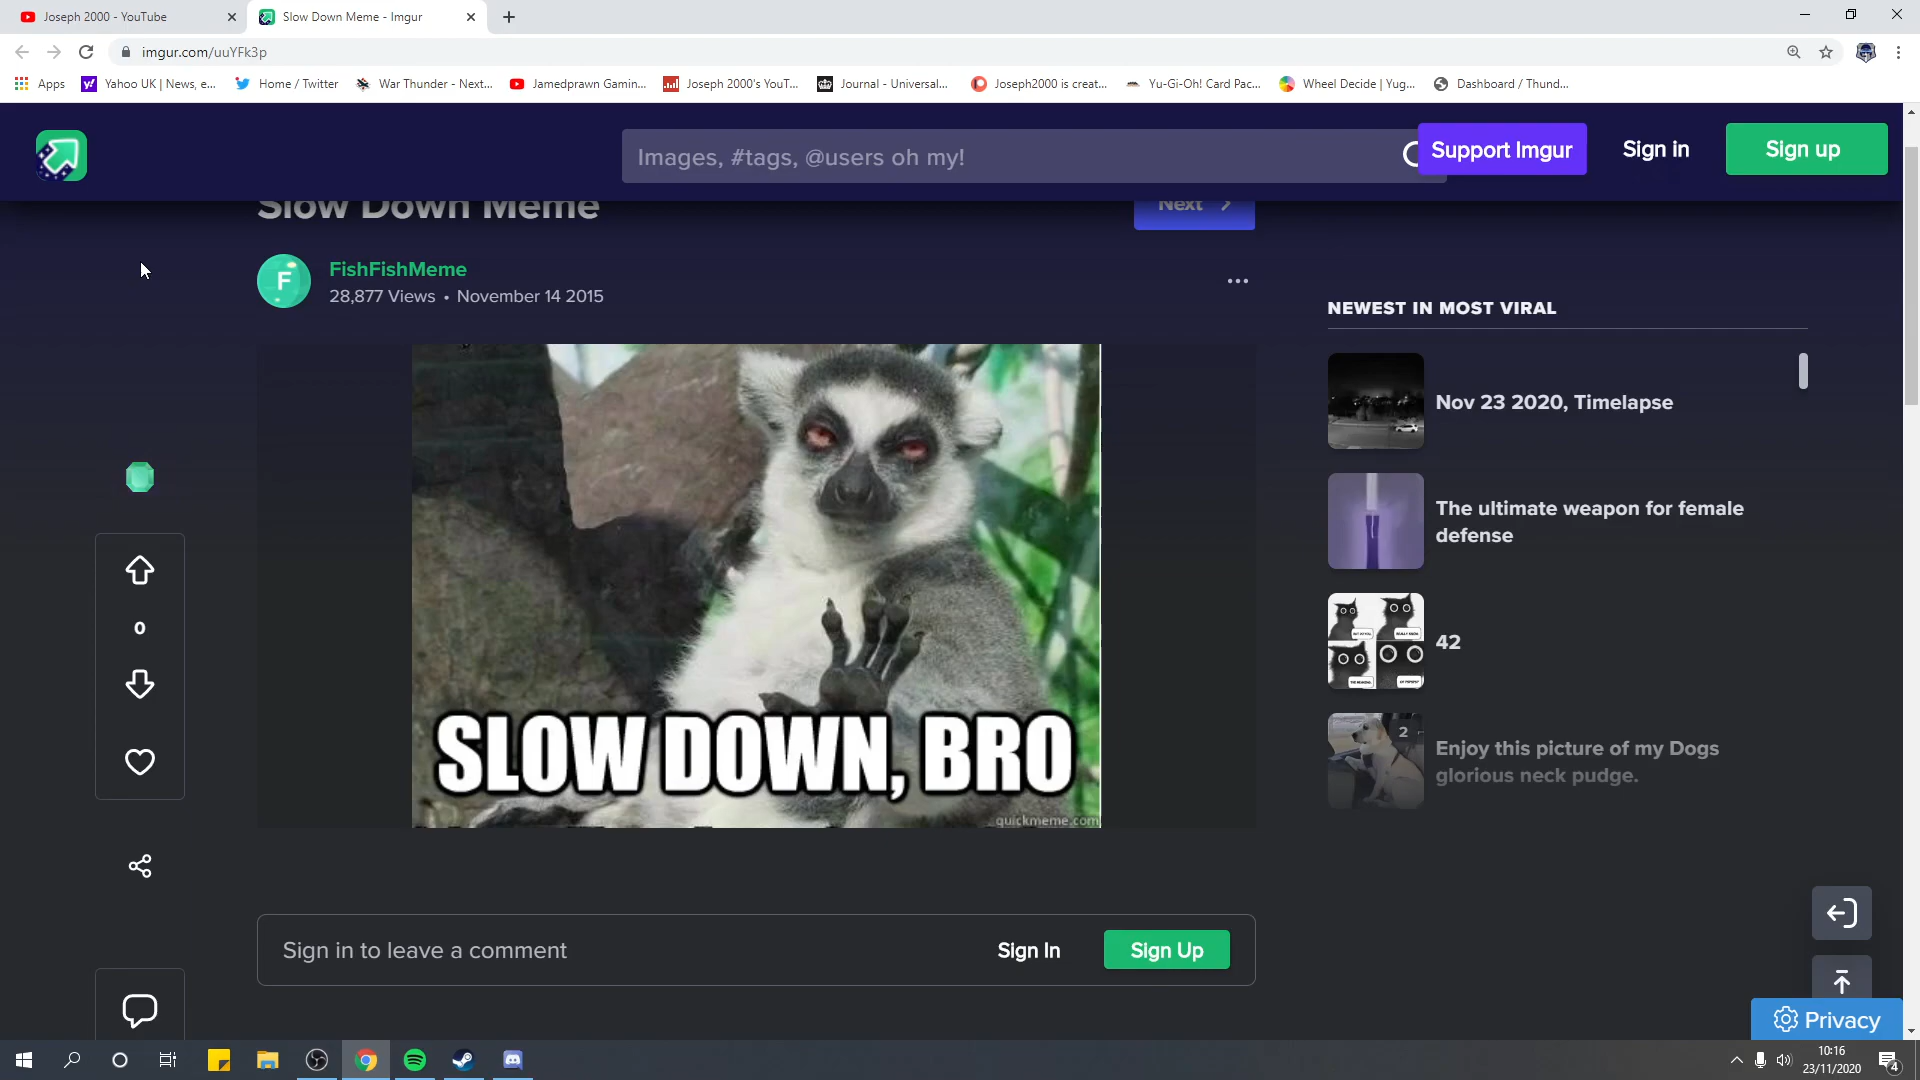 Joseph 2000 - YouTube
Slow Down Meme - Imgur
imgur.com/uuYFk3p
Apps
Yahoo UK | News, e...
Home / Twitter
War Thunder - Next...
Jamedprawn Gamin...
Joseph 2000's YouT...
Journal - Universal...
Joseph2000 is creat...
Yu-Gi-Oh! Card Pac...
Wheel Decide | Yug...
Dashboard / Thund...
Images, #tags, @users oh my!
Support Imgur
Sign in
Sign up
Slow Down Meme
Next
F
FishFishMeme
28,877 Views • November 14 2015
NEWEST IN MOST VIRAL
Nov 23 2020, Timelapse
The ultimate weapon for female
defense
42
2
Enjoy this picture of my Dogs
glorious neck pudge.
0
SLOW DOWN, BRO
quickmeme.com
Sign in to leave a comment
Sign In
Sign Up
Privacy
10:16
23/11/2020
4